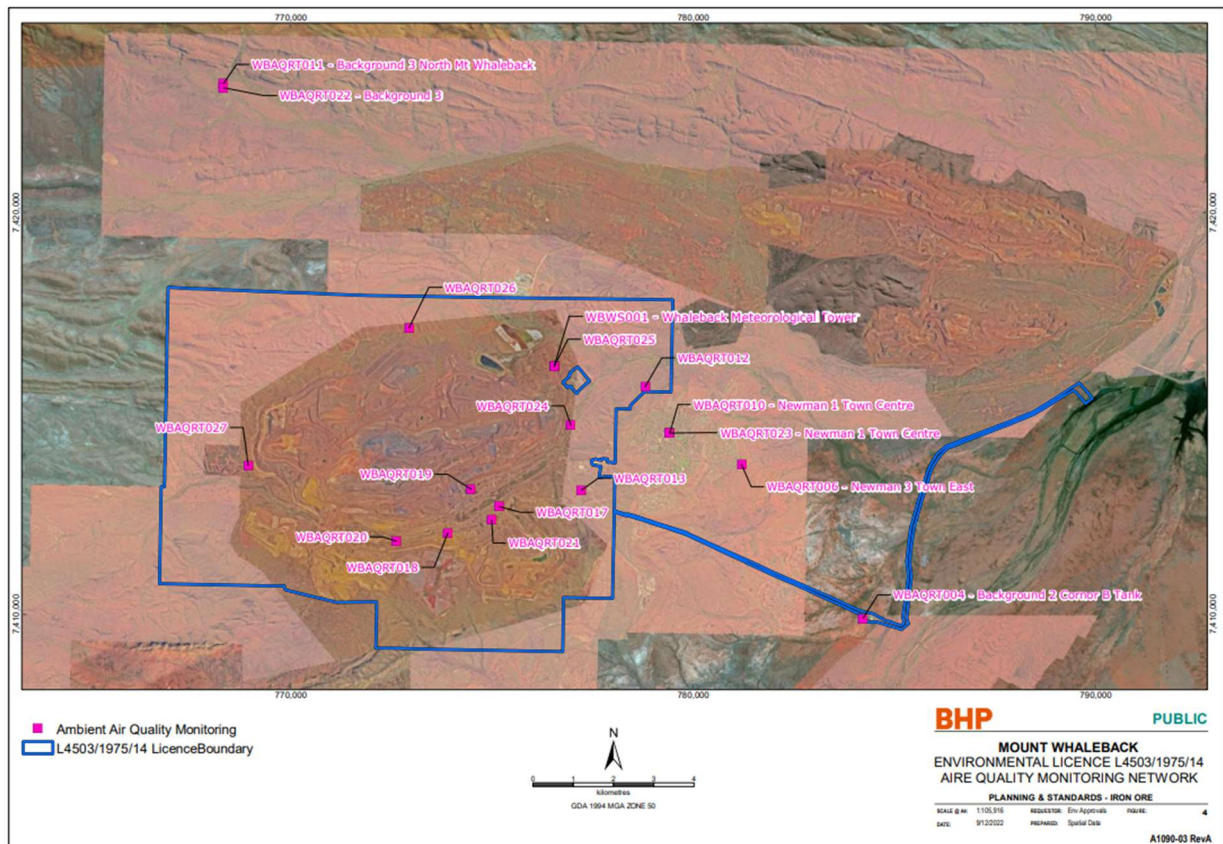 770,000
780,000
790,000
WBAQRT011 - Background 3 North Mt Whaleback
WBAQRT022 - Background 3
7,420,000
7,420,000
WBAQRT026
WBWS001 - Whaleback Meteorological Tower
WBAQRT025
WBAQRT012
WBAQRT024
WBAQRT010 - Newman 1 Town Centre
WBAQRT023 - Newman 1 Town Centre
WBAQRT027
WBAQRT019
WBAQRT013
WBAQRT006 - Newman 3 Town East
WBAQRT017
WBAQRT020
WBAQRT021
WBAQRT018
WBAQRT004 - Background 2 Cornor B Tank
7,410,000
7,410,000
770,000
780,000
790,000
Ambient Air Quality Monitoring
L4503/1975/14 LicenceBoundary
N
0 1 2 3 4
kilometres
GDA 1994 MGA ZONE 50
BHP
PUBLIC
MOUNT WHALEBACK
ENVIRONMENTAL LICENCE L4503/1975/14
AIRE QUALITY MONITORING NETWORK
PLANNING & STANDARDS - IRON ORE
SCALE @ A4: 1:105,916 REQUESTOR: Env Approvals FIGURE: 4
DATE: 9/12/2022 PREPARED: Spatial Data
A1090-03 RevA